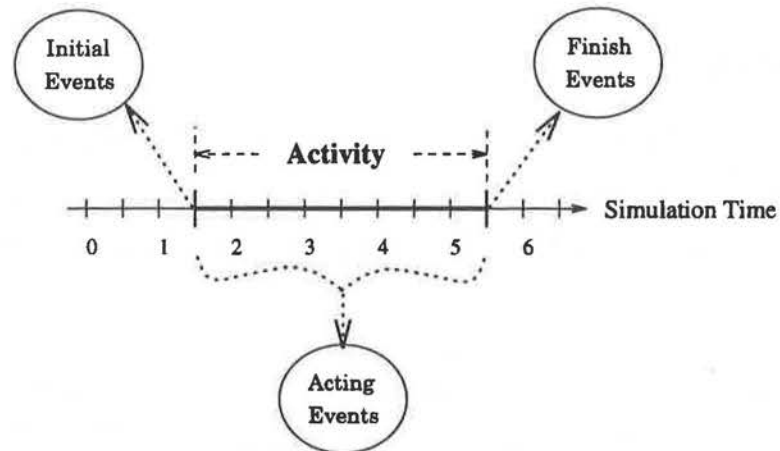 Initial
Events
Finish
Events
Activity
Simulation Time
0 1 2 3 4 5 6
Acting
Events